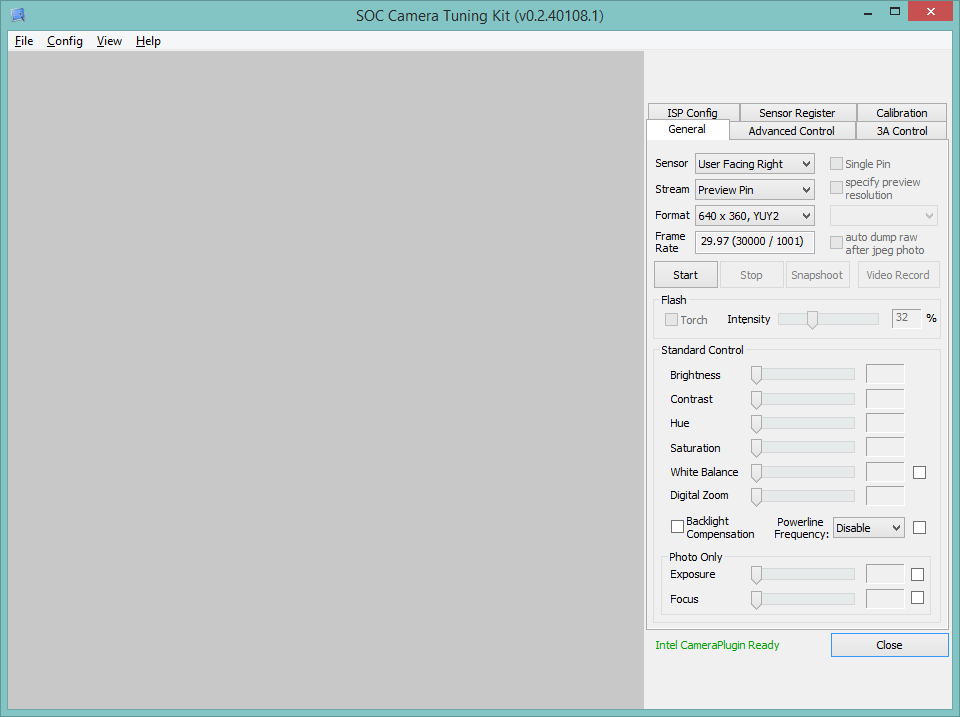 SOC Camera Tuning Kit (v0.2.40108.1)
File Config View Help
ISP Config Sensor Register Calibration
General Advanced Control 3A Control
Sensor User Facing Right Single Pin
Stream Preview Pin specify preview
resolution
Format 640 x 360, YUY2
Frame
Rate 29.97 (30000 / 1001) auto dump raw
after jpeg photo
Start Stop Snapshoot Video Record
Flash
Torch Intensity 32 %
Standard Control
Brightness
Contrast
Hue
Saturation
White Balance
Digital Zoom
Backlight
Compensation
Powerline
Frequency: Disable
Photo Only
Exposure
Focus
Intel CameraPlugin Ready Close